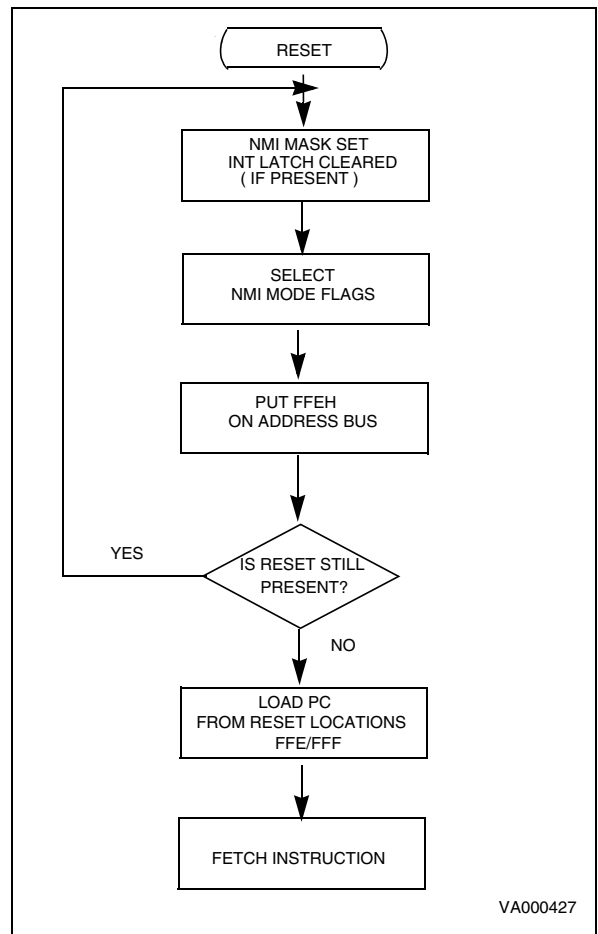 RESET
NMI MASK SET
INT LATCH CLEARED
( IF PRESENT )
SELECT
NMI MODE FLAGS
PUT FFEH
ON ADDRESS BUS
YES
IS RESET STILL
PRESENT?
NO
LOAD PC
FROM RESET LOCATIONS
FFE/FFF
FETCH INSTRUCTION
VA000427